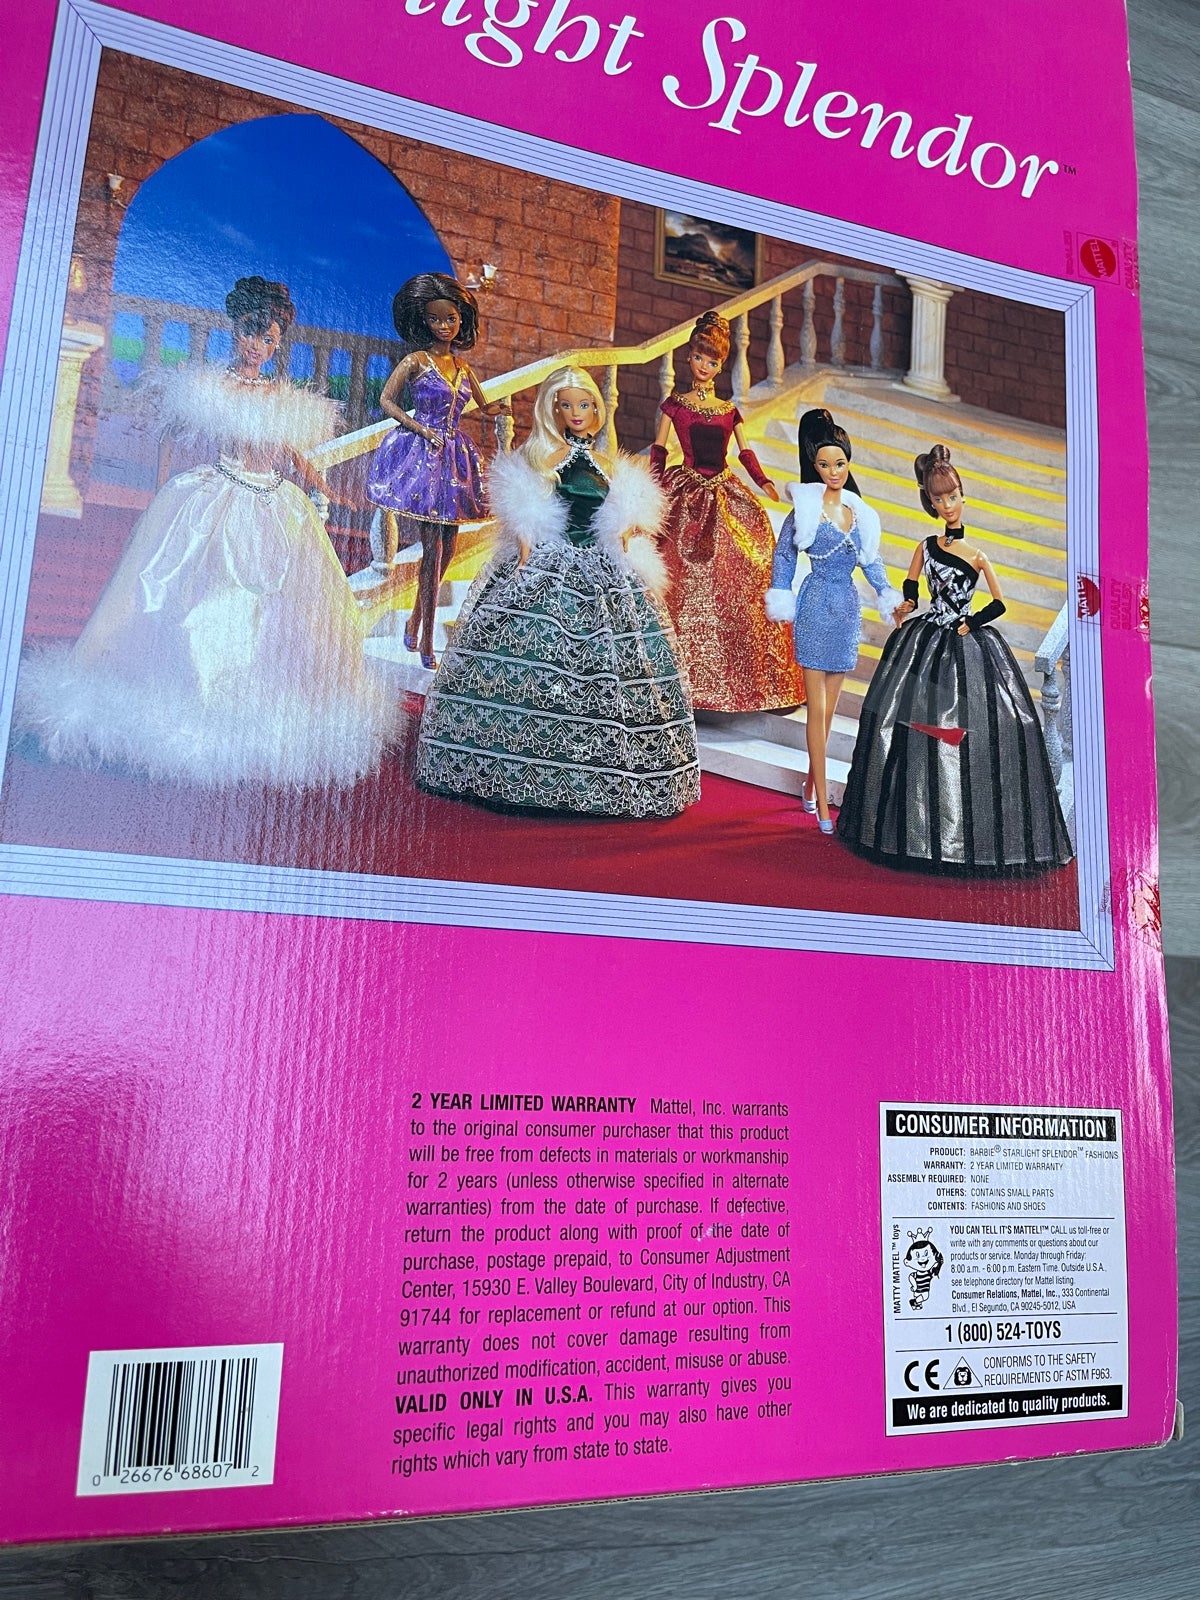 light Splendor™
MATTEL
MATTEL
QUALITY
2 YEAR LIMITED WARRANTY Mattel, Inc. warrants
to the original consumer purchaser that this product
will be free from defects in materials or workmanship
for 2 years (unless otherwise specified in alternate
warranties) from the date of purchase. If defective,
return the product along with proof of the date of
purchase, postage prepaid, to Consumer Adjustment
Center, 15930 E. Valley Boulevard, City of Industry, CA
91744 for replacement or refund at our option. This
warranty does not cover damage resulting from
unauthorized modification, accident, misuse or abuse.
VALID ONLY IN U.S.A. This warranty gives you
specific legal rights and you may also have other
rights which vary from state to state.
CONSUMER INFORMATION
PRODUCT: BARBIE® STARLIGHT SPLENDOR™ FASHIONS
WARRANTY: 2 YEAR LIMITED WARRANTY
ASSEMBLY REQUIRED: NONE
OTHERS: CONTAINS SMALL PARTS
CONTENTS: FASHIONS AND SHOES
MATTY MATTEL™ toys
YOU CAN TELL IT'S MATTEL!™ CALL us toll-free or
write with any comments or questions about our
products or service. Monday through Friday:
8:00 a.m. - 6:00 p.m. Eastern Time. Outside U.S.A.,
see telephone directory for Mattel listing.
Consumer Relations, Mattel, Inc., 333 Continental
Blvd., El Segundo, CA 90245-5012, USA
1 (800) 524-TOYS
CE
CONFORMS TO THE SAFETY
REQUIREMENTS OF ASTM F963.
We are dedicated to quality products.
0 26676 68607 2